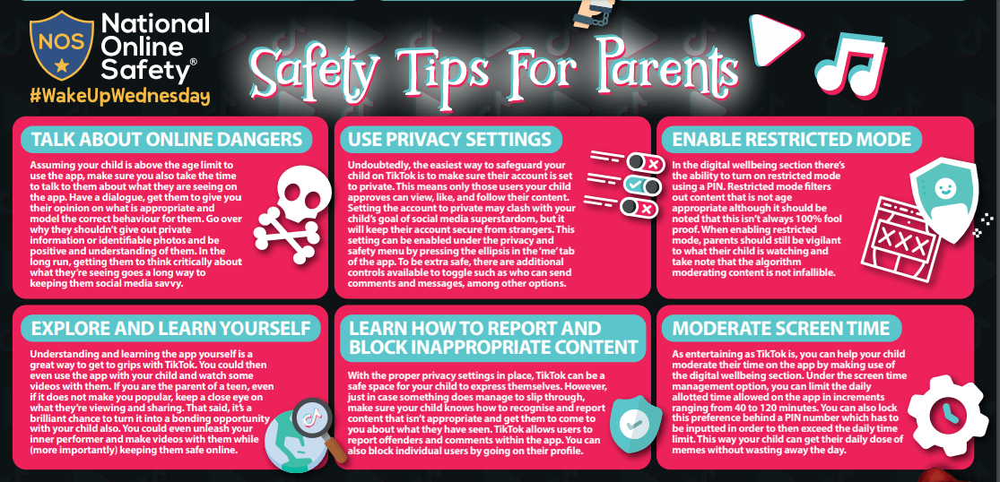 NOS
National
Online
Safety®
#WakeUpWednesday
Safety Tips For Parents
TALK ABOUT ONLINE DANGERS
Assuming your child is above the age limit to
use the app, make sure you also take the time
to talk to them about what they are seeing on
the app. Have a dialogue, get them to give you
their opinion on what is appropriate and
model the correct behaviour for them. Go over
why they shouldn't give out private
information or identifiable photos and be
positive and understanding of them. In the
long run, getting them to think critically about
what they're seeing goes a long way to
keeping them social media savvy.
USE PRIVACY SETTINGS
Undoubtedly, the easiest way to safeguard your
child on TikTok is to make sure their account is set
to private. This means only those users your child
approves can view, like, and follow their content.
Setting the account to private may clash with your
child's goal of social media superstardom, but it
will keep their account secure from strangers. This
setting can be enabled under the privacy and
safety menu by pressing the ellipsis in the 'me' tab
of the app. To be extra safe, there are additional
controls available to toggle such as who can send
comments and messages, among other options.
ENABLE RESTRICTED MODE
In the digital wellbeing section there's
the ability to turn on restricted mode
using a PIN. Restricted mode filters
out content that is not age
appropriate although it should be
noted that this isn't always 100% fool
proof. When enabling restricted
mode, parents should still be vigilant
to what their child is watching and
take note that the algorithm
moderating content is not infallible.
XXX
EXPLORE AND LEARN YOURSELF
Understanding and learning the app yourself is a
great way to get to grips with TikTok. You could then
even use the app with your child and watch some
videos with them. If you are the parent of a teen, even
if it does not make you popular, keep a close eye on
what they're viewing and sharing. That said, it's a
brilliant chance to turn it into a bonding opportunity
with your child also. You could even unleash your
inner performer and make videos with them while
(more importantly) keeping them safe online.
LEARN HOW TO REPORT AND
BLOCK INAPPROPRIATE CONTENT
With the proper privacy settings in place, TikTok can be a
safe space for your child to express themselves. However,
just in case something does manage to slip through,
make sure your child knows how to recognise and report
content that isn't appropriate and get them to come to
you about what they have seen. TikTok allows users to
report offenders and comments within the app. You can
also block individual users by going on their profile.
MODERATE SCREEN TIME
As entertaining as TikTok is, you can help your child
moderate their time on the app by making use of
the digital wellbeing section. Under the screen time
management option, you can limit the daily
allotted time allowed on the app in increments
ranging from 40 to 120 minutes. You can also lock
this preference behind a PIN number which has to
be inputted in order to then exceed the daily time
limit. This way your child can get their daily dose of
memes without wasting away the day.